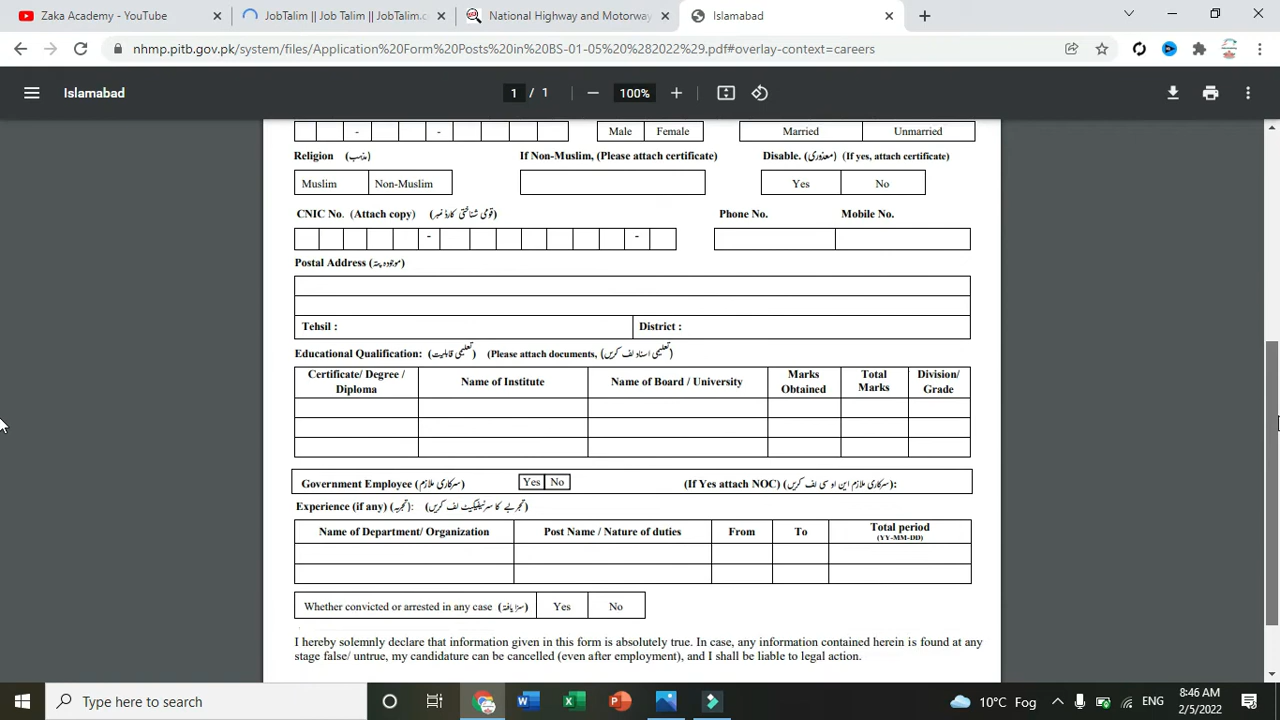 Zaka Academy - YouTube
JobTalim || Job Talim || JobTalim.c
National Highway and Motorway
Islamabad
nhmp.pitb.gov.pk/system/files/Application%20Form%20Posts%20in%20BS-01-05%20%282022%29.pdf#overlay-context=careers
Islamabad
1 / 1
100%
- - Male Female Married Unmarried
Religion (مذہب) If Non-Muslim, (Please attach certificate) Disable. (معذوری) (If yes, attach certificate)
Muslim Non-Muslim Yes No
CNIC No. (Attach copy) (قومی شناختی کارڈ نمبر) Phone No. Mobile No.
- -
Postal Address (موجودہ پتہ)
Tehsil : District :
Educational Qualification: (تعلیمی قابلیت) (Please attach documents, (تعلیمی اسناد لف کریں)
Certificate/ Degree / Diploma Name of Institute Name of Board / University Marks Obtained Total Marks Division/ Grade
Government Employee (سرکاری ملازم) Yes No (If Yes attach NOC) (سرکاری ملازم این او سی لف کریں):
Experience (if any) (تجربہ): (تجربے کا سرٹیفیکیٹ لف کریں)
Name of Department/ Organization Post Name / Nature of duties From To Total period
(YY-MM-DD)
Whether convicted or arrested in any case (سزا یافتہ) Yes No
I hereby solemnly declare that information given in this form is absolutely true. In case, any information contained herein is found at any
stage false/ untrue, my candidature can be cancelled (even after employment), and I shall be liable to legal action.
Type here to search
10°C Fog
ENG
8:46 AM
2/5/2022